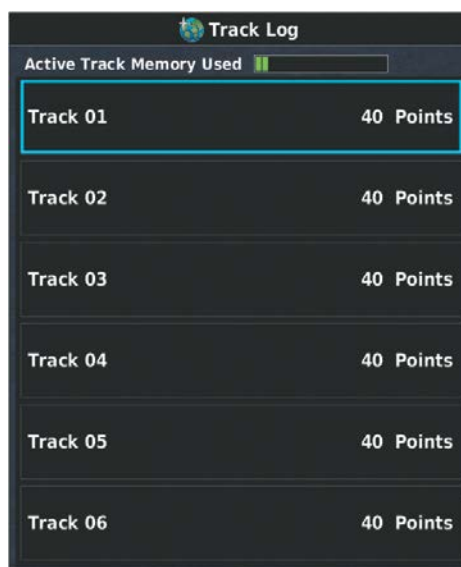 Track Log
Active Track Memory Used
Track 01 40 Points
Track 02 40 Points
Track 03 40 Points
Track 04 40 Points
Track 05 40 Points
Track 06 40 Points